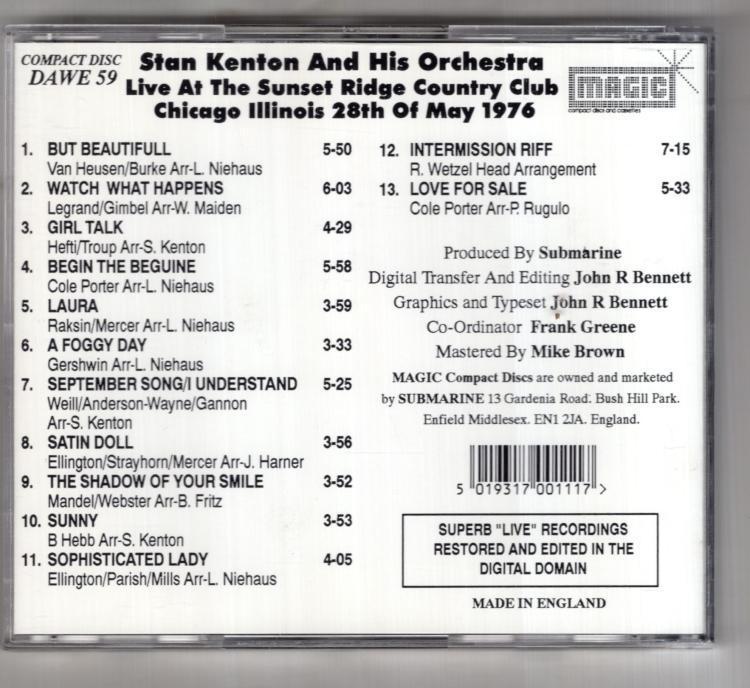 COMPACT DISC
DAWE 59
Stan Kenton And His Orchestra
Live At The Sunset Ridge Country Club
Chicago Illinois 28th Of May 1976
MAGIC
compact discs and cassettes
1. BUT BEAUTIFULL 5-50
Van Heusen/Burke Arr-L. Niehaus
2. WATCH WHAT HAPPENS 6-03
Legrand/Gimbel Arr-W. Maiden
3. GIRL TALK 4-29
Hefti/Troup Arr-S. Kenton
4. BEGIN THE BEGUINE 5-58
Cole Porter Arr-L. Niehaus
5. LAURA 3-59
Raksin/Mercer Arr-L. Niehaus
6. A FOGGY DAY 3-33
Gershwin Arr-L. Niehaus
7. SEPTEMBER SONG/I UNDERSTAND 5-25
Weill/Anderson-Wayne/Gannon
Arr-S. Kenton
8. SATIN DOLL 3-56
Ellington/Strayhorn/Mercer Arr-J. Harner
9. THE SHADOW OF YOUR SMILE 3-52
Mandel/Webster Arr-B. Fritz
10. SUNNY 3-53
B Hebb Arr-S. Kenton
11. SOPHISTICATED LADY 4-05
Ellington/Parish/Mills Arr-L. Niehaus
12. INTERMISSION RIFF 7-15
R. Wetzel Head Arrangement
13. LOVE FOR SALE 5-33
Cole Porter Arr-P. Rugulo
Produced By Submarine
Digital Transfer And Editing John R Bennett
Graphics and Typeset John R Bennett
Co-Ordinator Frank Greene
Mastered By Mike Brown
MAGIC Compact Discs are owned and marketed
by SUBMARINE 13 Gardenia Road. Bush Hill Park.
Enfield Middlesex. EN1 2JA. England.
5 019317 001117 >
SUPERB "LIVE" RECORDINGS
RESTORED AND EDITED IN THE
DIGITAL DOMAIN
MADE IN ENGLAND